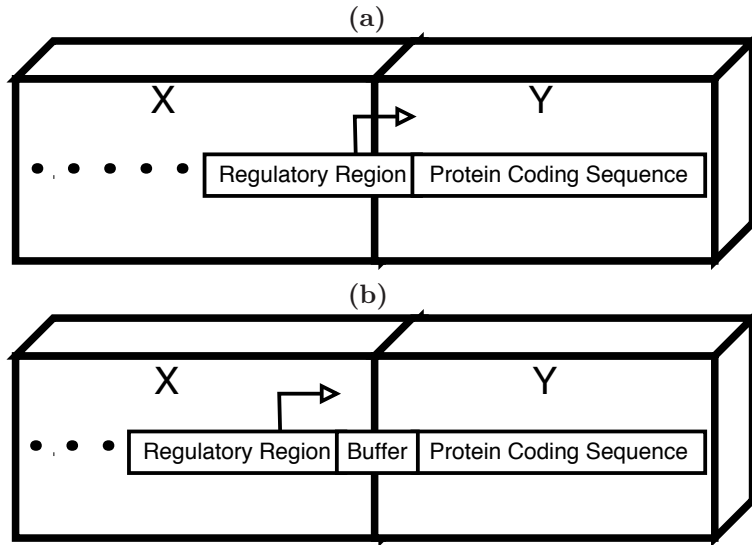 (a)
X Y
Regulatory Region Protein Coding Sequence
(b)
X Y
Regulatory Region Buffer Protein Coding Sequence